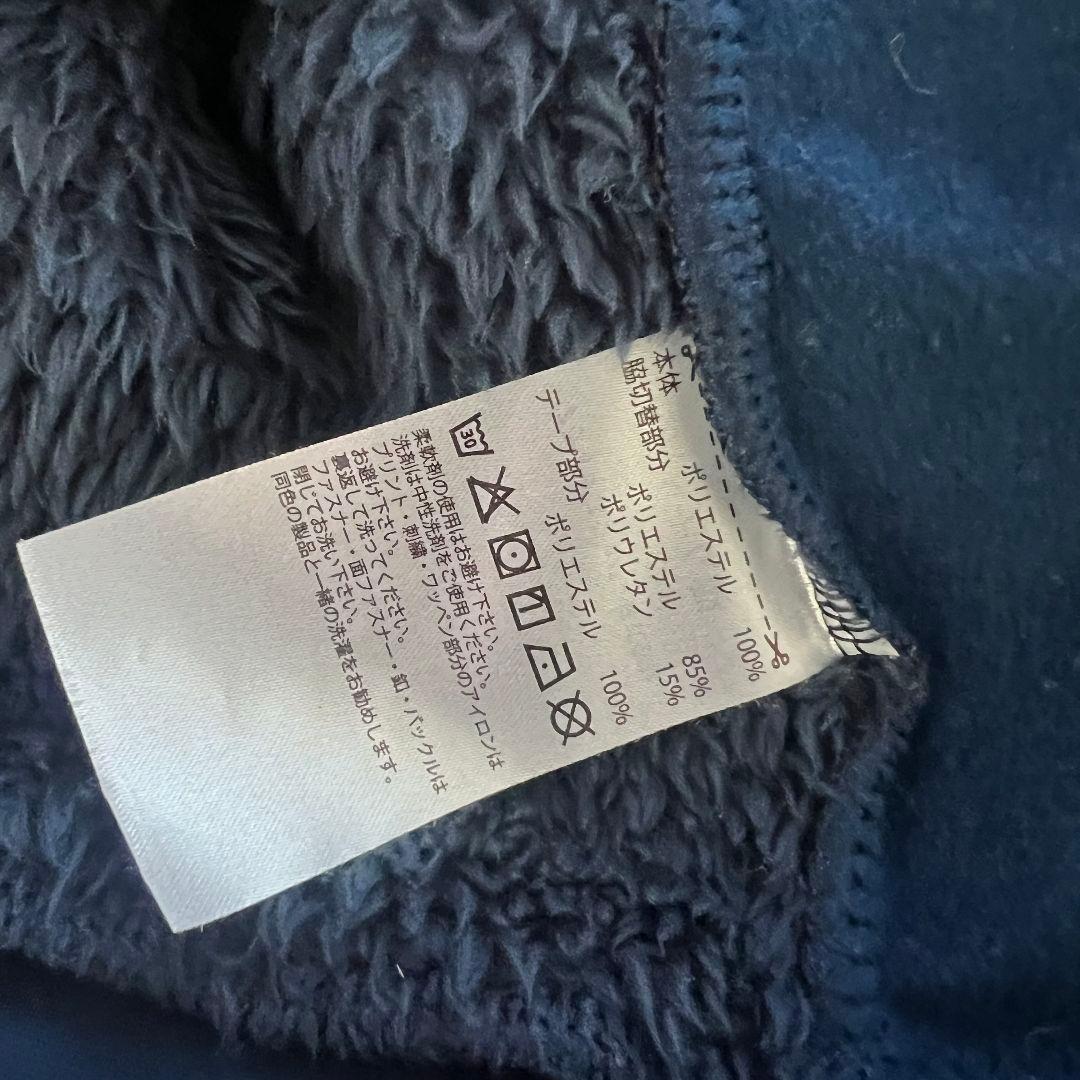 本体 ポリエステル 100%
脇切替部分 ポリエステル 85%
ポリウレタン 15%
テープ部分 ポリエステル 100%
30
柔軟剤の使用はお避け下さい。
洗剤は中性洗剤をご使用ください。
プリント・刺繍・ワッペン部分のアイロンは
お避け下さい。
裏返して洗ってください。
ファスナー・面ファスナー・釦・バックルは
閉じてお洗い下さい。
同色の製品と一緒の洗濯をお勧めします。